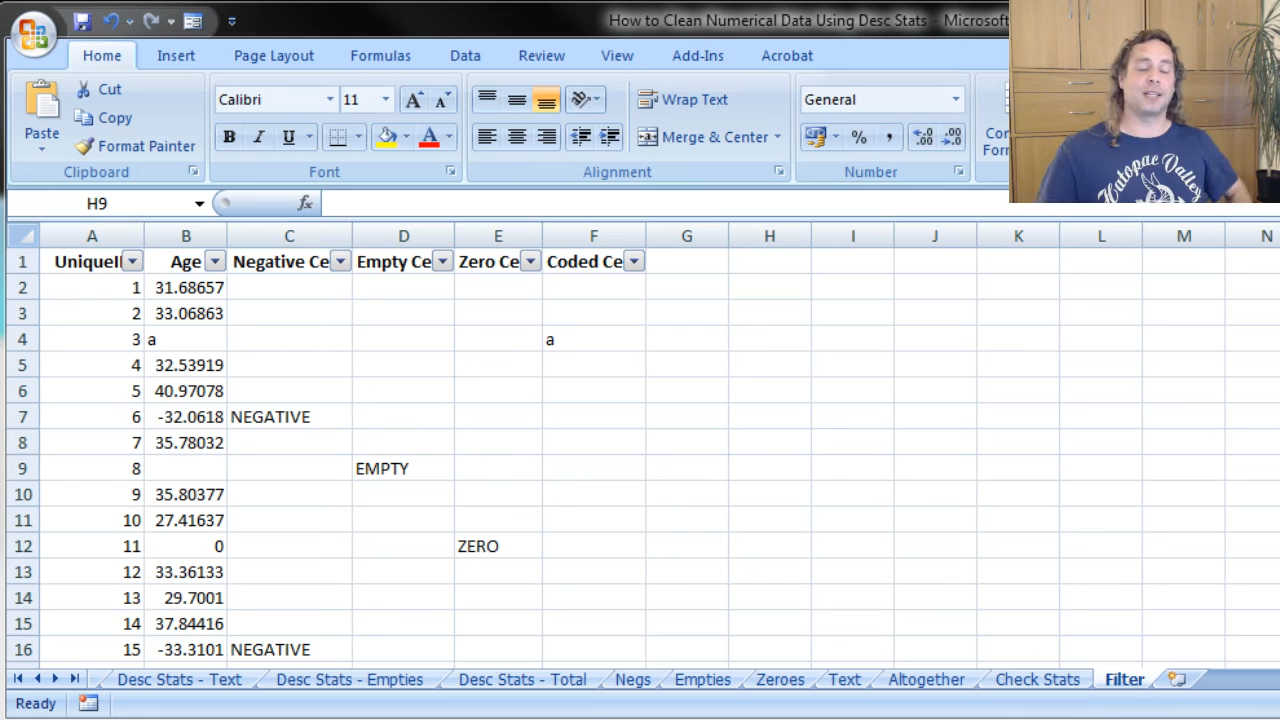 How to Clean Numerical Data Using Desc Stats - Microsoft
Home Insert Page Layout Formulas Data Review View Add-Ins Acrobat
Paste
Cut
Copy
Format Painter
Clipboard
Calibri 11
B I U A
Font
Wrap Text
Merge & Center
Alignment
General
% ,
Number
Con
Form
H9 fx
A B C D E F G H I J K L M N
1 UniqueI Age Negative Ce Empty Ce Zero Ce Coded Ce
2 1 31.68657
3 2 33.06863
4 3 a a
5 4 32.53919
6 5 40.97078
7 6 -32.0618 NEGATIVE
8 7 35.78032
9 8 EMPTY
10 9 35.80377
11 10 27.41637
12 11 0 ZERO
13 12 33.36133
14 13 29.7001
15 14 37.84416
16 15 -33.3101 NEGATIVE
Desc Stats - Text Desc Stats - Empties Desc Stats - Total Negs Empties Zeroes Text Altogether Check Stats Filter
Ready